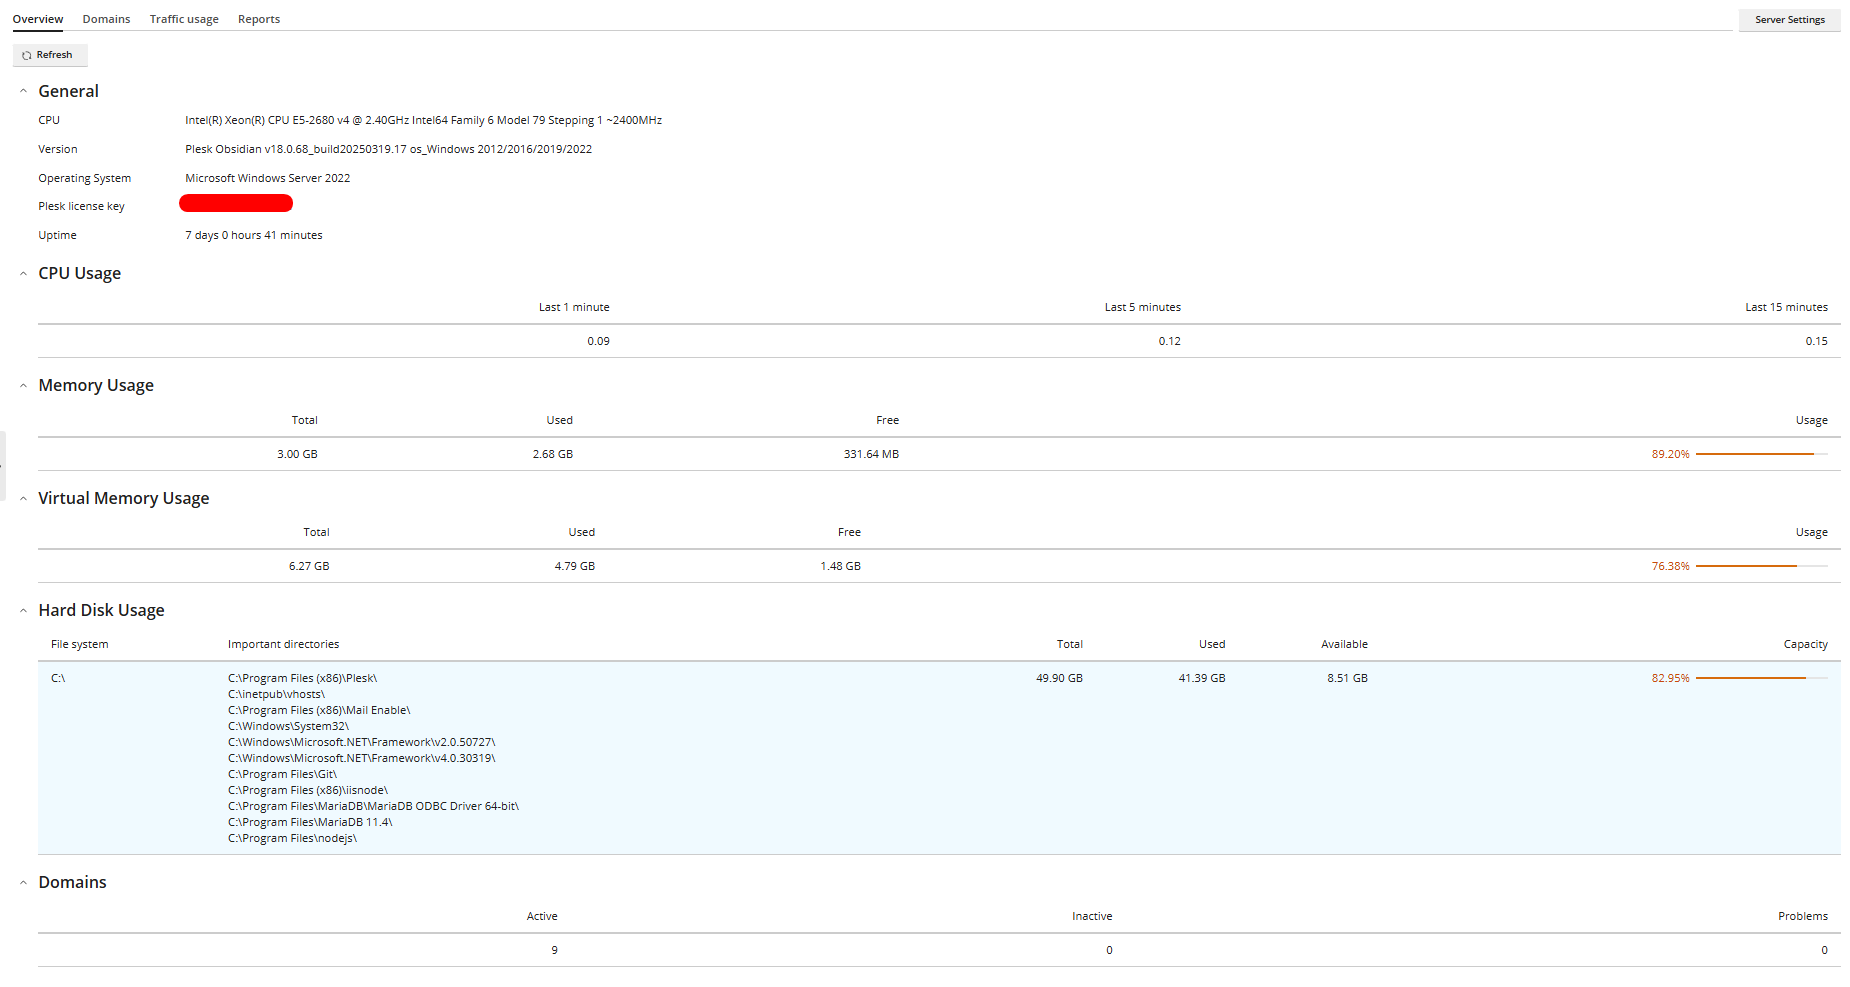 Overview Domains Traffic usage Reports Server Settings
Refresh
General
CPU Intel(R) Xeon(R) CPU E5-2680 v4 @ 2.40GHz Intel64 Family 6 Model 79 Stepping 1 ~2400MHz
Version Plesk Obsidian v18.0.68_build20250319.17 os_Windows 2012/2016/2019/2022
Operating System Microsoft Windows Server 2022
Plesk license key
Uptime 7 days 0 hours 41 minutes
CPU Usage
Last 1 minute Last 5 minutes Last 15 minutes
0.09 0.12 0.15
Memory Usage
Total Used Free Usage
3.00 GB 2.68 GB 331.64 MB 89.20%
Virtual Memory Usage
Total Used Free Usage
6.27 GB 4.79 GB 1.48 GB 76.38%
Hard Disk Usage
File system Important directories Total Used Available Capacity
C:\ C:\Program Files (x86)\Plesk\ 49.90 GB 41.39 GB 8.51 GB 82.95%
C:\inetpub\vhosts\
C:\Program Files (x86)\Mail Enable\
C:\Windows\System32\
C:\Windows\Microsoft.NET\Framework\v2.0.50727\
C:\Windows\Microsoft.NET\Framework\v4.0.30319\
C:\Program Files\Git\
C:\Program Files (x86)\iisnode\
C:\Program Files\MariaDB\MariaDB ODBC Driver 64-bit\
C:\Program Files\MariaDB 11.4\
C:\Program Files\nodejs\
Domains
Active Inactive Problems
9 0 0